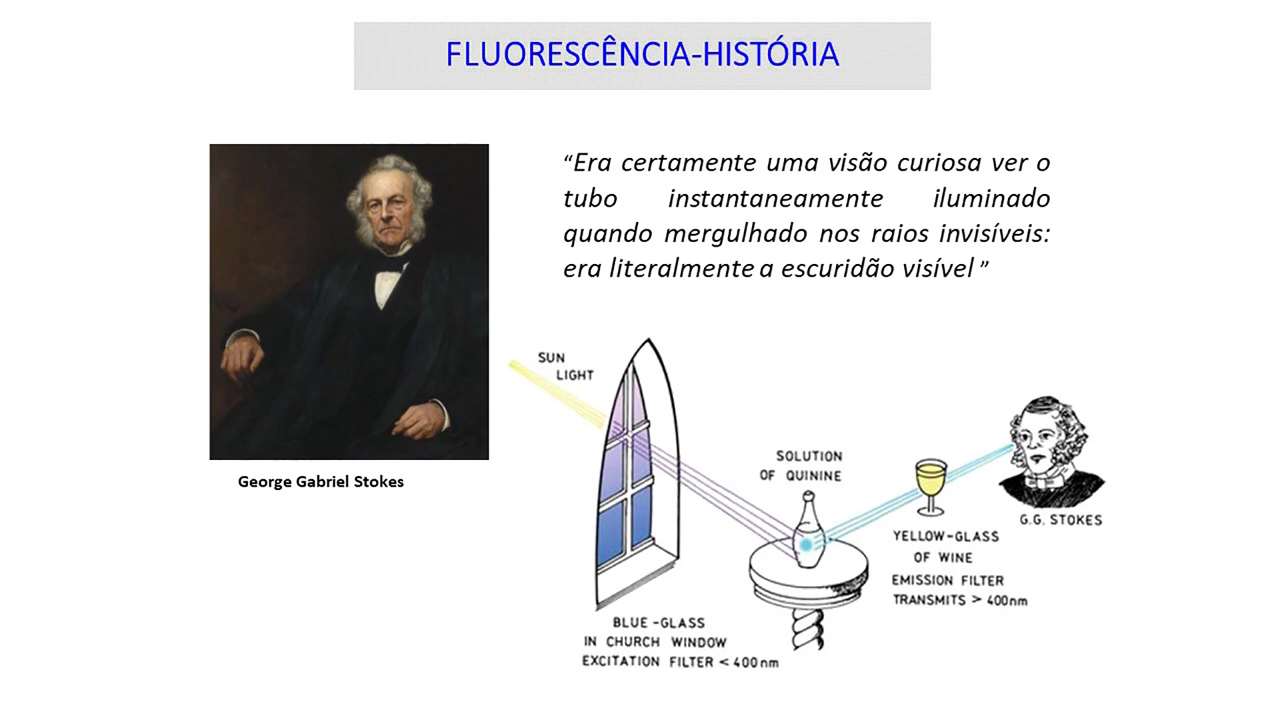 FLUORESCÊNCIA-HISTÓRIA
“Era certamente uma visão curiosa ver o
tubo instantaneamente iluminado
quando mergulhado nos raios invisíveis:
era literalmente a escuridão visível ”
George Gabriel Stokes
SUN
LIGHT
SOLUTION
OF QUININE
G.G. STOKES
YELLOW-GLASS
OF WINE
EMISSION FILTER
TRANSMITS > 400nm
BLUE-GLASS
IN CHURCH WINDOW
EXCITATION FILTER < 400nm